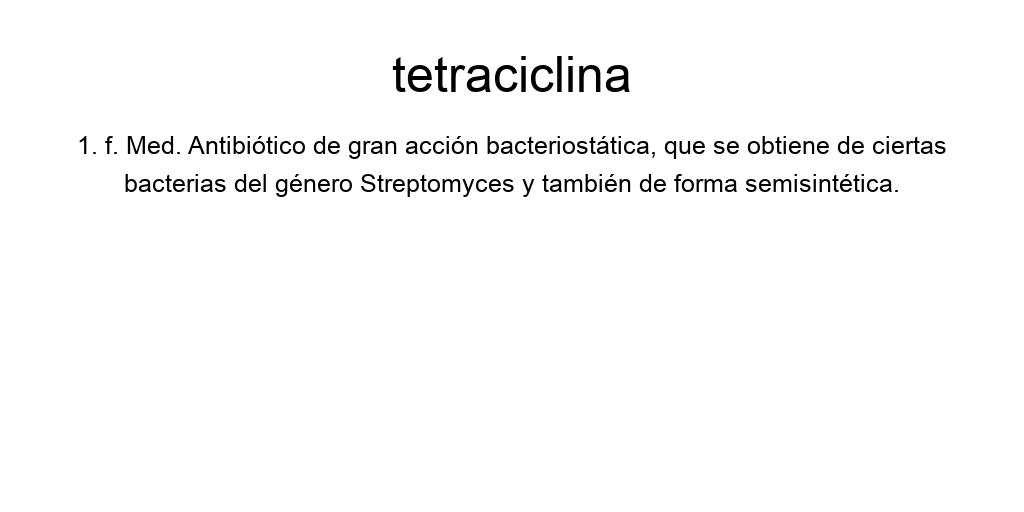 tetraciclina
1. f. Med. Antibiótico de gran acción bacteriostática, que se obtiene de ciertas
bacterias del género Streptomyces y también de forma semisintética.